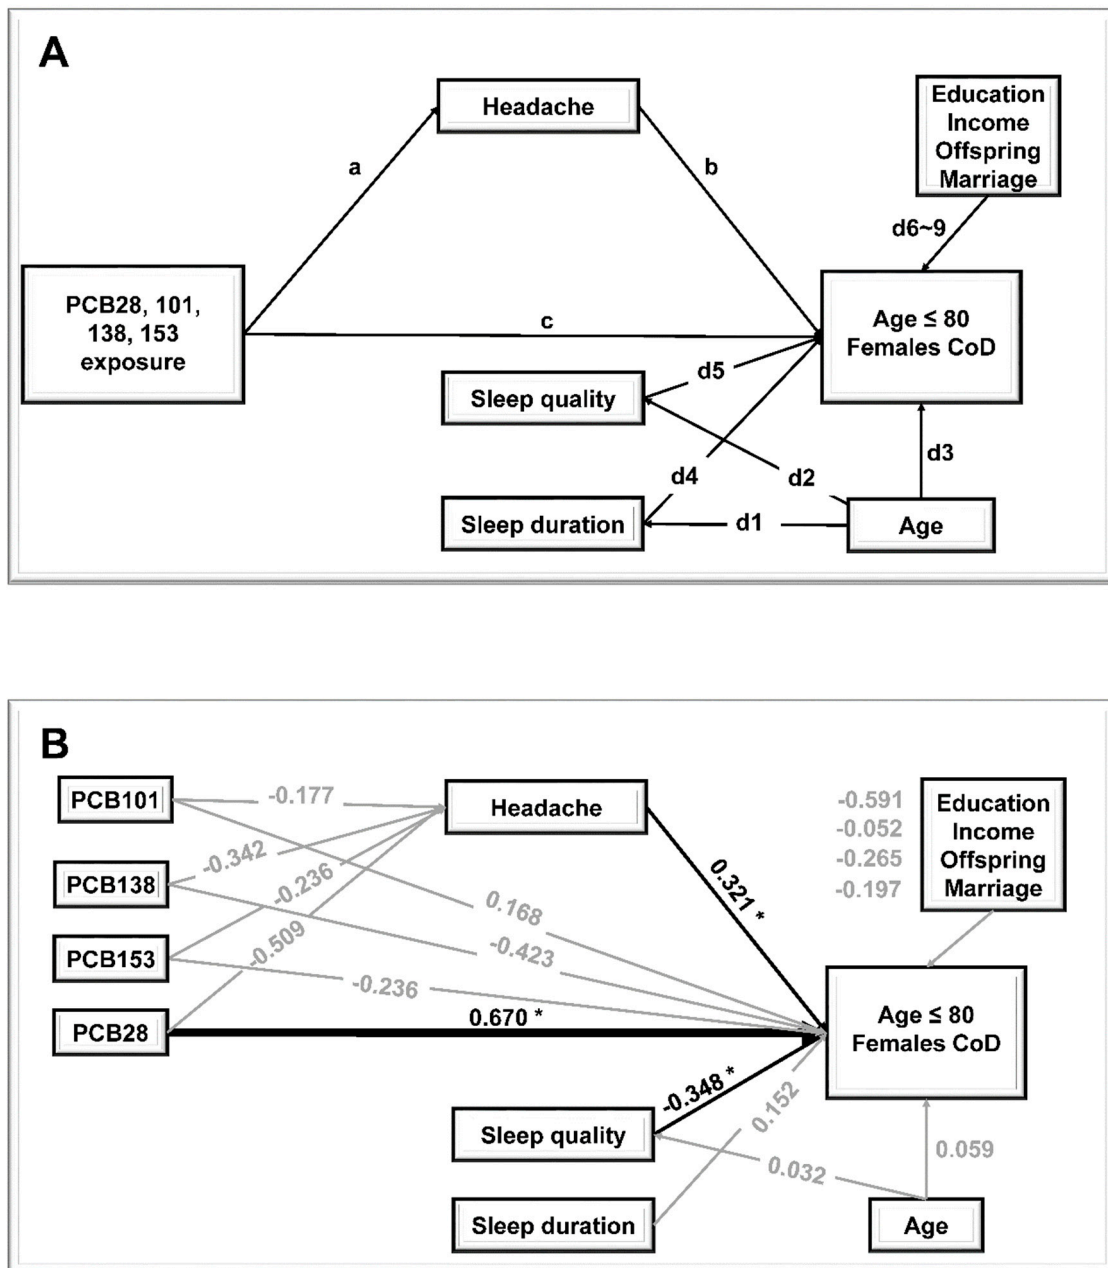 A
Headache
Education
Income
Offspring
Marriage
a
b
d6~9
PCB28, 101,
138, 153
exposure
c
Age ≤ 80
Females CoD
d5
Sleep quality
d4
d2
d3
Sleep duration
d1
Age
B
PCB101
-0.177
Headache
-0.591
-0.052
-0.265
-0.197
Education
Income
Offspring
Marriage
PCB138
-0.342
-0.236
-0.509
0.321 *
0.168
-0.423
PCB153
-0.236
PCB28
0.670 *
Age ≤ 80
Females CoD
-0.348 *
0.152
Sleep quality
0.032
0.059
Sleep duration
Age